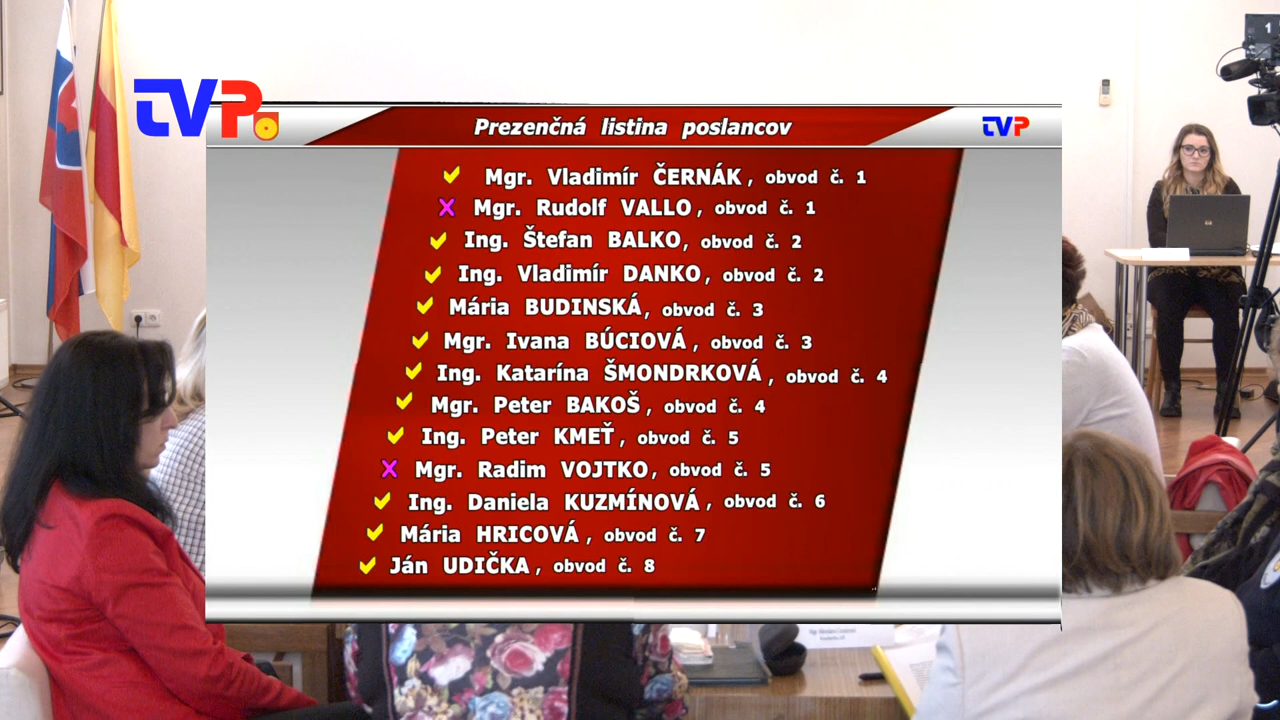 TVP
Prezenčná listina poslancov
TVP
Mgr. Vladimír ČERNÁK, obvod č. 1
Mgr. Rudolf VALLO, obvod č. 1
Ing. Štefan BALKO, obvod č. 2
Ing. Vladimír DANKO, obvod č. 2
Mária BUDINSKÁ, obvod č. 3
Mgr. Ivana BÚCIOVÁ, obvod č. 3
Ing. Katarína ŠMONDRKOVÁ, obvod č. 4
Mgr. Peter BAKOŠ, obvod č. 4
Ing. Peter KMEŤ, obvod č. 5
Mgr. Radim VOJTKO, obvod č. 5
Ing. Daniela KUZMÍNOVÁ, obvod č. 6
Mária HRICOVÁ, obvod č. 7
Ján UDIČKA, obvod č. 8
1